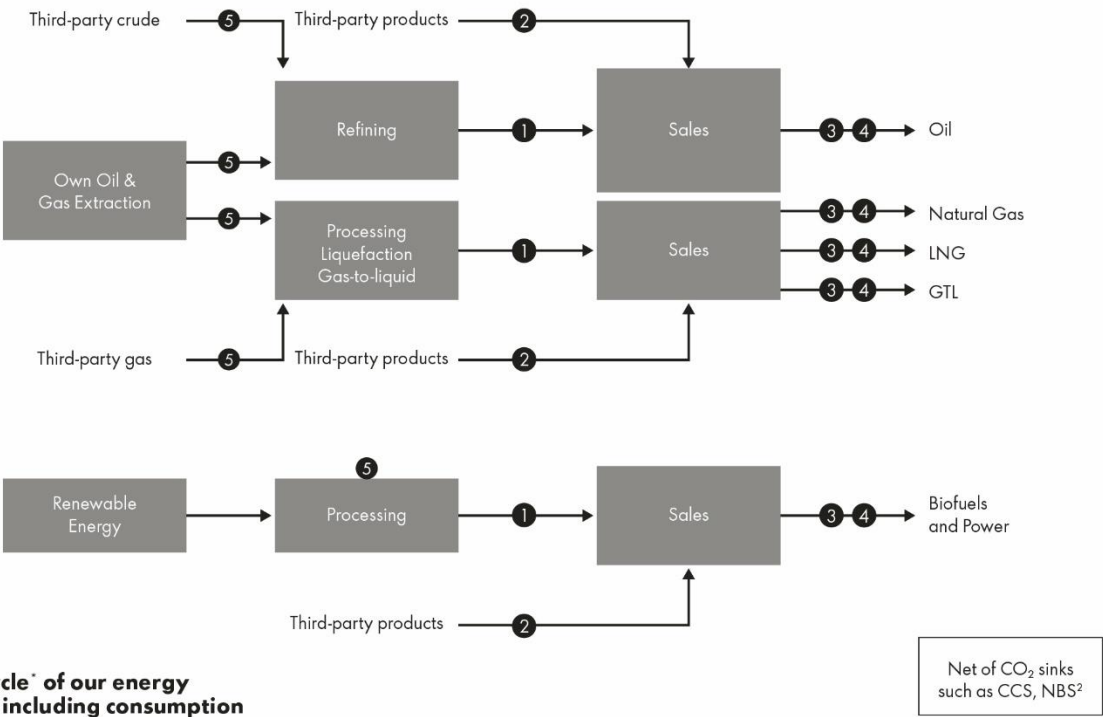 Third-party crude
5
Third-party products
2
Refining
1
Sales
3 4
Oil
Own Oil &
Gas Extraction
5
5
Processing
Liquefaction
Gas-to-liquid
1
Sales
3 4
Natural Gas
3 4
LNG
3 4
GTL
Third-party gas
5
Third-party products
2
5
Renewable
Energy
Processing
1
Sales
3 4
Biofuels
and Power
Third-party products
2
Net of CO₂ sinks
such as CCS, NBS²
cle* of our energy
including consumption